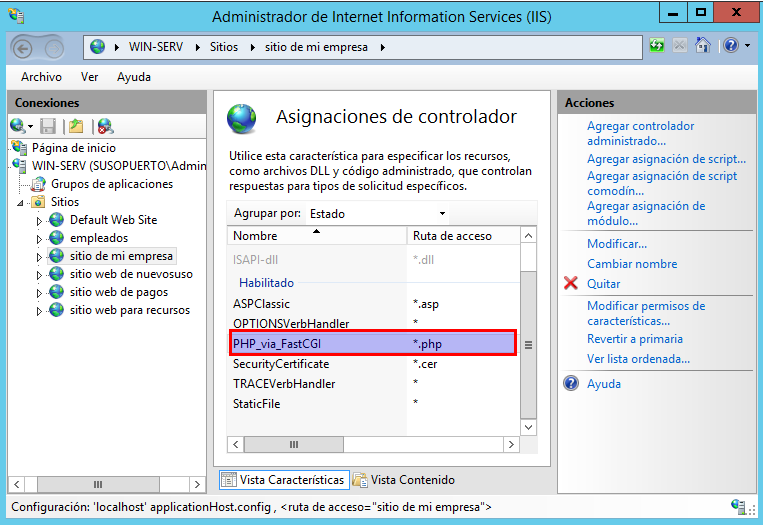 Administrador de Internet Information Services (IIS)
WIN-SERV Sitios sitio de mi empresa
Archivo Ver Ayuda
Conexiones
Página de inicio
WIN-SERV (SUSOPUERTO\Admin
Grupos de aplicaciones
Sitios
Default Web Site
empleados
sitio de mi empresa
sitio web de nuevosuso
sitio web de pagos
sitio web para recursos
Asignaciones de controlador
Utilice esta característica para especificar los recursos,
como archivos DLL y código administrado, que controlan
respuestas para tipos de solicitud específicos.
Agrupar por: Estado
Nombre Ruta de acceso
ISAPI-dll *.dll
Habilitado
ASPClassic *.asp
OPTIONSVerbHandler *
PHP_via_FastCGI *.php
SecurityCertificate *.cer
TRACEVerbHandler *
StaticFile *
Vista Características Vista Contenido
Acciones
Agregar controlador
administrado...
Agregar asignación de script...
Agregar asignación de script
comodín...
Agregar asignación de
módulo...
Modificar...
Cambiar nombre
Quitar
Modificar permisos de
características...
Revertir a primaria
Ver lista ordenada...
Ayuda
Configuración: 'localhost' applicationHost.config , <ruta de acceso="sitio de mi empresa">